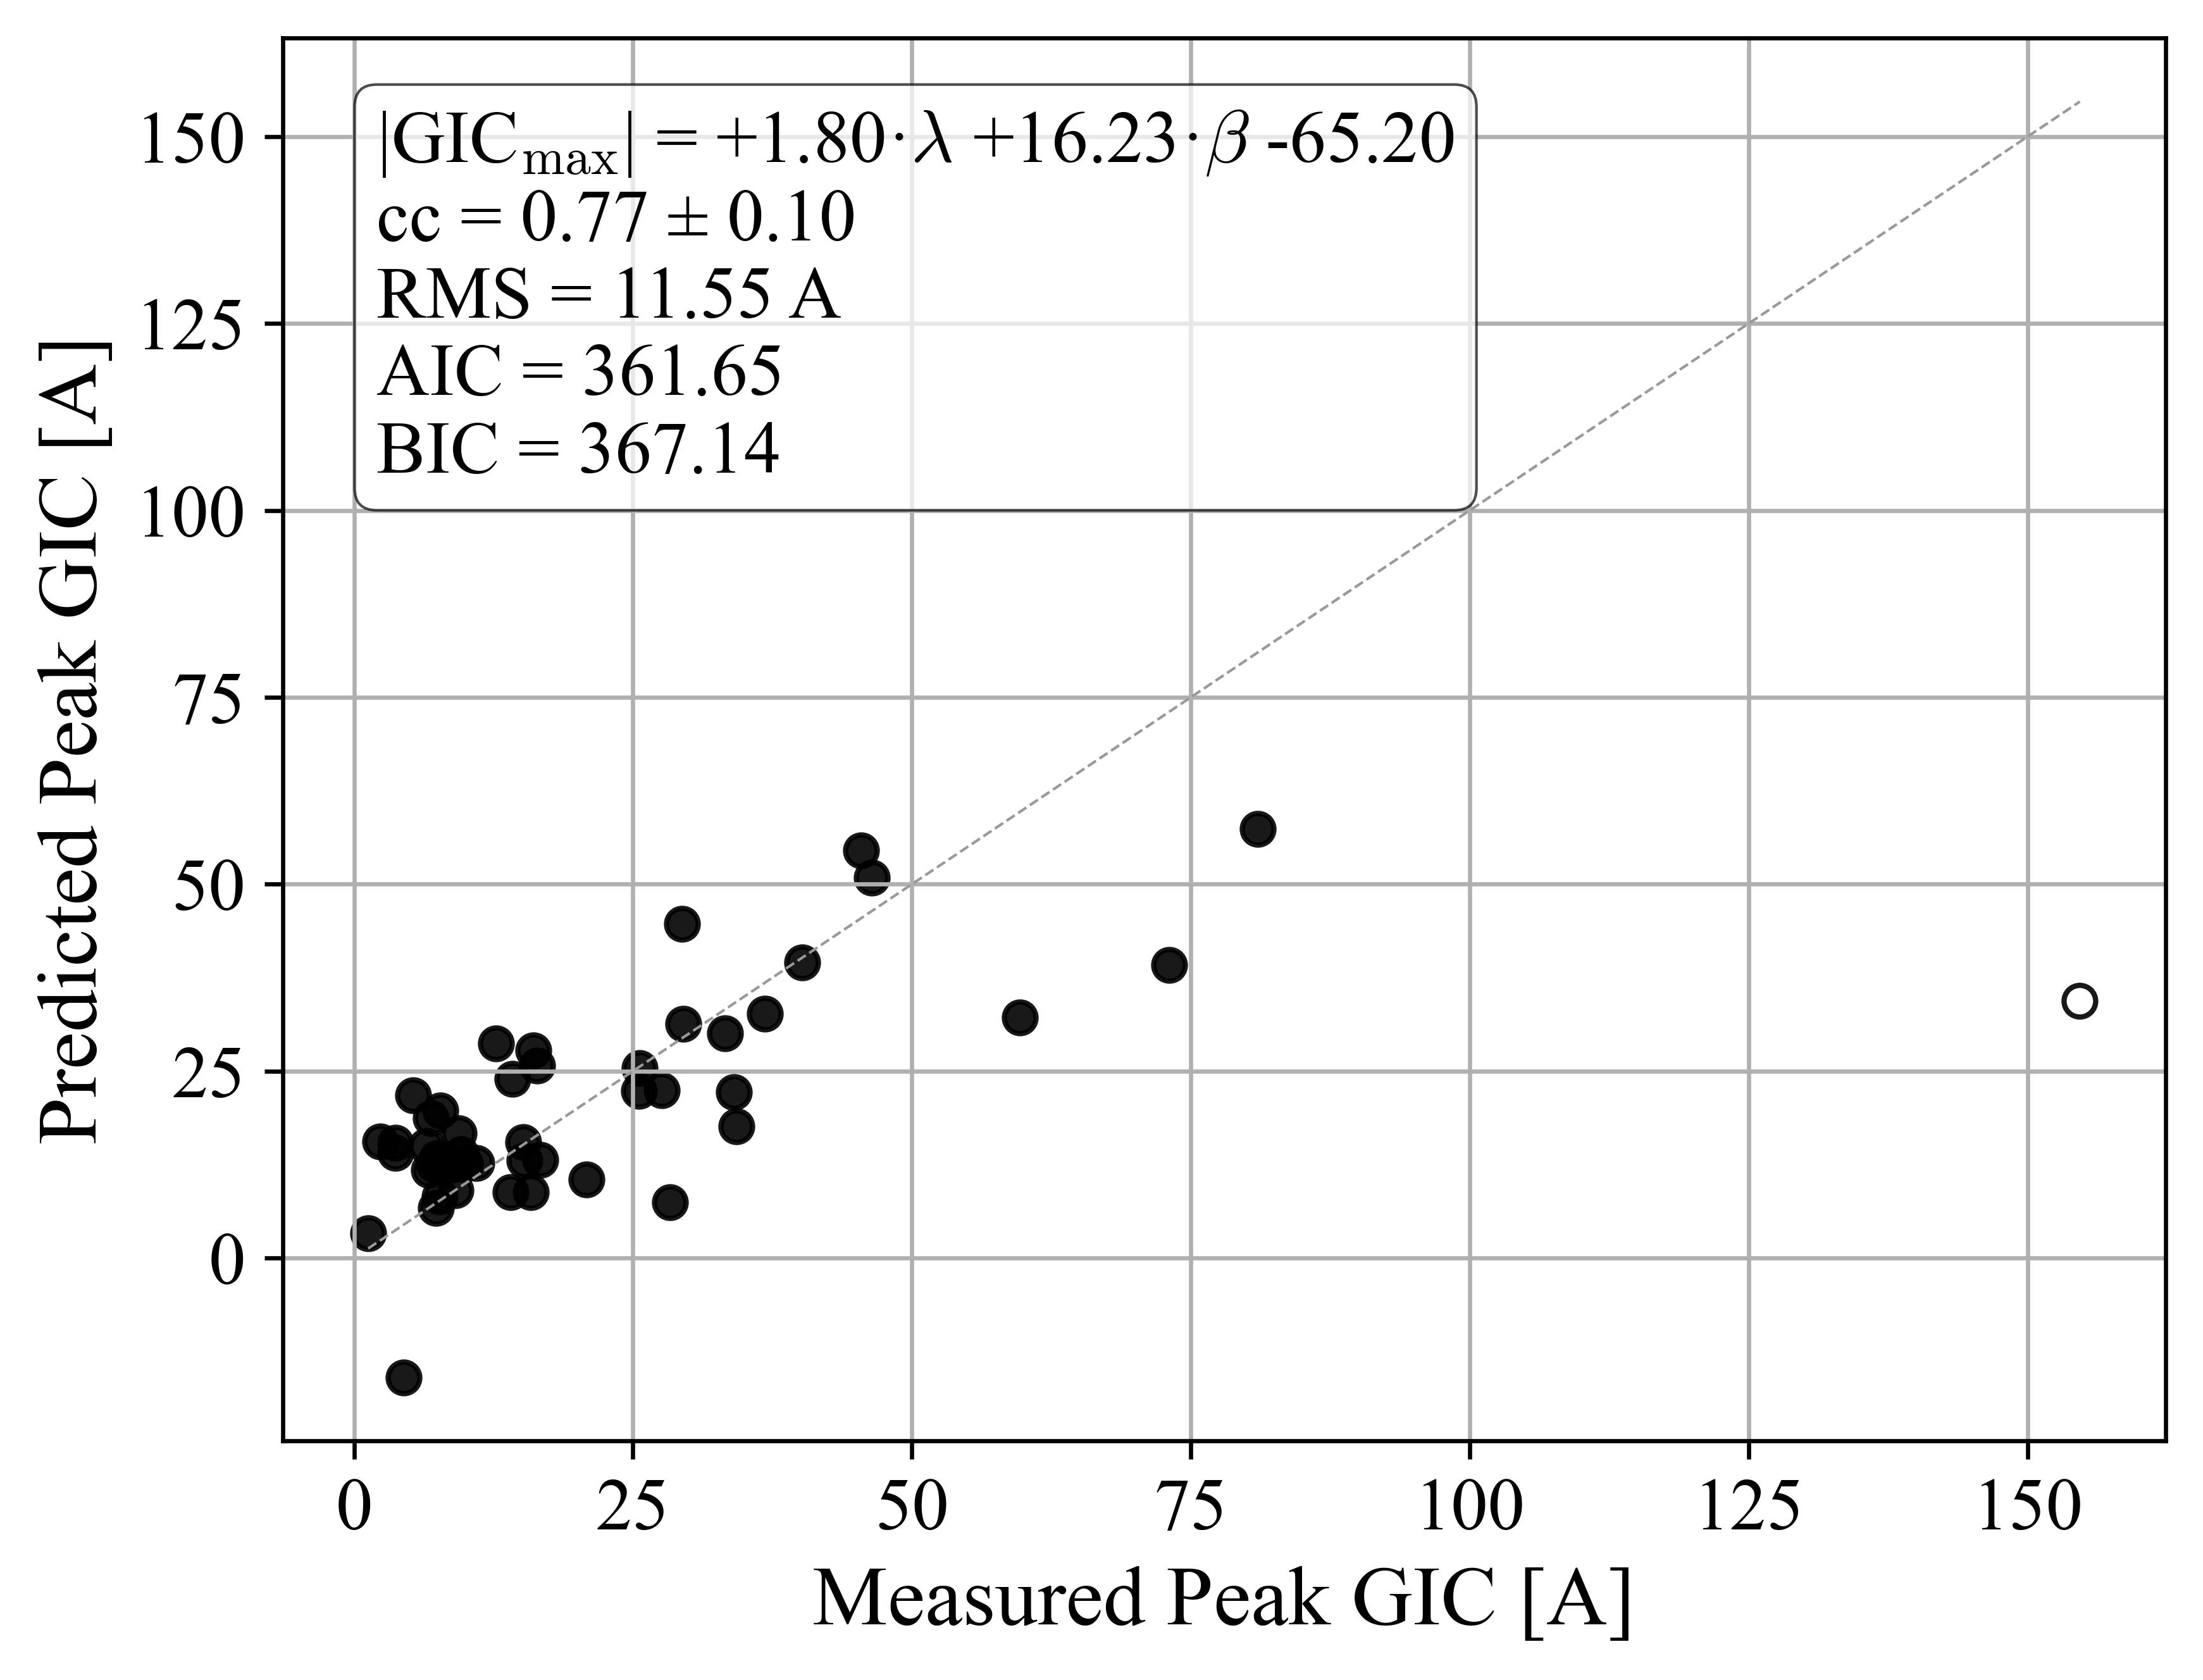 |GICmax| = +1.80·λ +16.23·β -65.20
cc = 0.77 ± 0.10
RMS = 11.55 A
AIC = 361.65
BIC = 367.14
150
125
100
75
50
25
0
Predicted Peak GIC [A]
0 25 50 75 100 125 150
Measured Peak GIC [A]